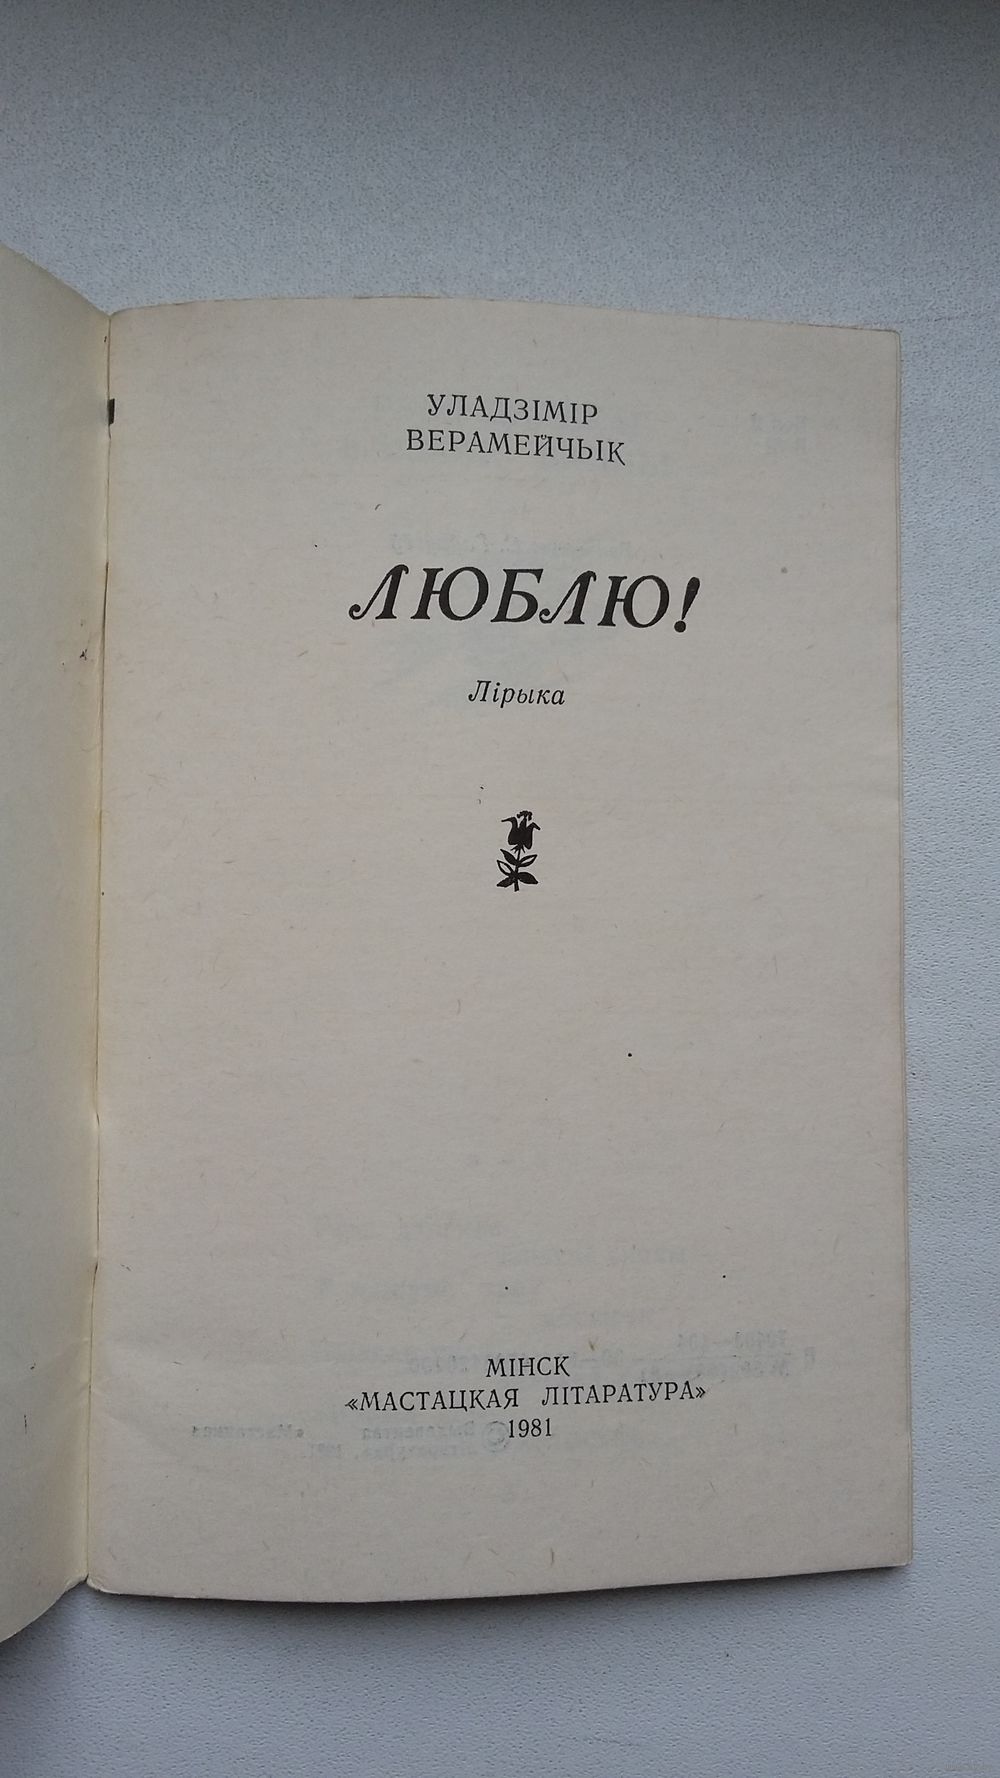 УЛАДЗІМІР
ВЕРАМЕЙЧЫК
ЛЮБЛЮ!
Лірыка
МІНСК
«МАСТАЦКАЯ ЛІТАРАТУРА»
1981